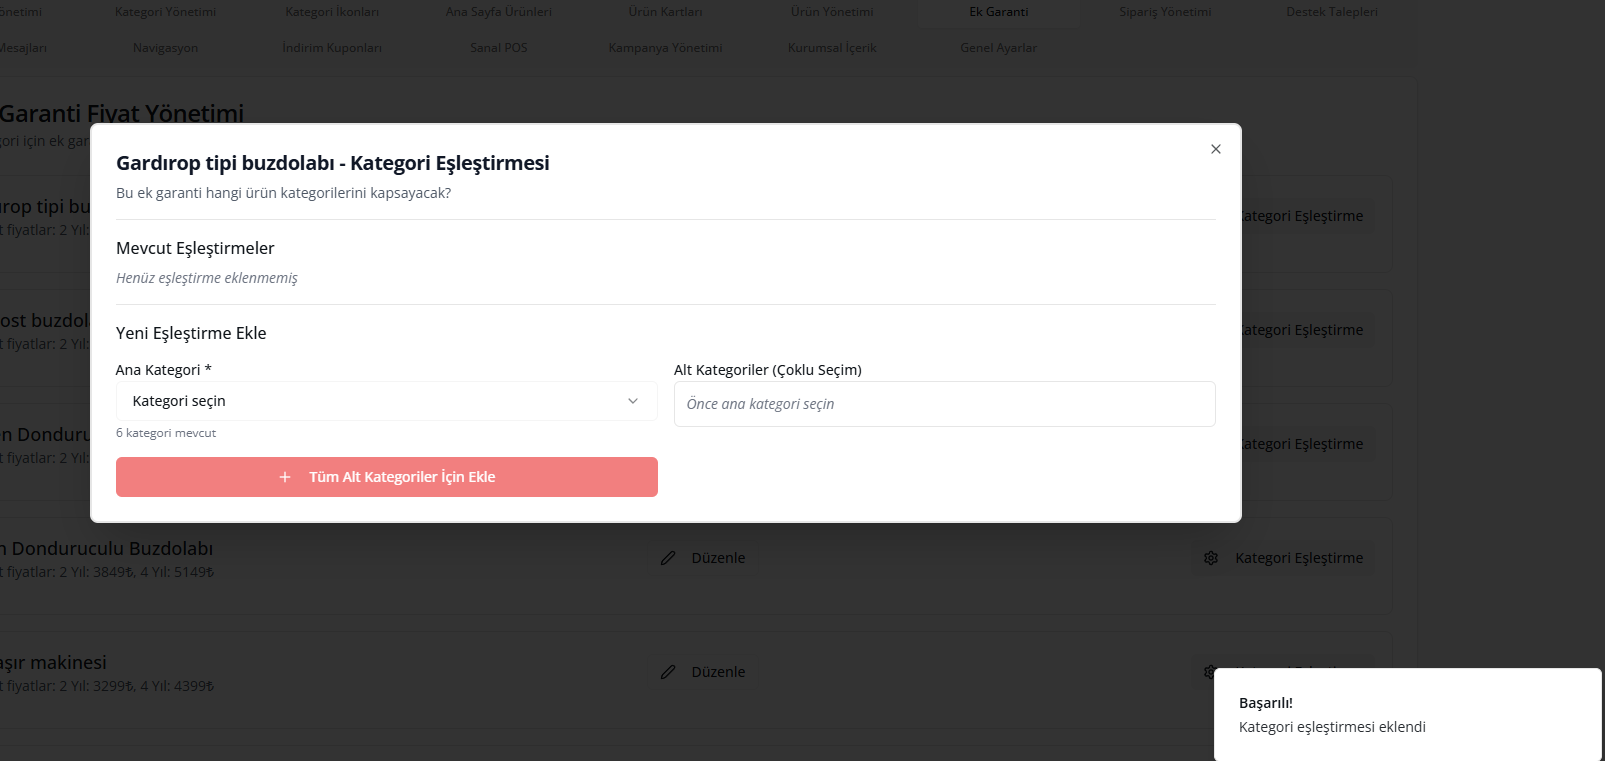 önetimi Kategori Yönetimi Kategori İkonları Ana Sayfa Ürünleri Ürün Kartları Ürün Yönetimi Ek Garanti Sipariş Yönetimi Destek Talepleri
Mesajları Navigasyon İndirim Kuponları Sanal POS Kampanya Yönetimi Kurumsal İçerik Genel Ayarlar
Garanti Fiyat Yönetimi
gori için ek gar
Gardırop tipi buzdolabı - Kategori Eşleştirmesi
Bu ek garanti hangi ürün kategorilerini kapsayacak?
ırop tipi bu
t fiyatlar: 2 Yıl:
Kategori Eşleştirme
Mevcut Eşleştirmeler
Henüz eşleştirme eklenmemiş
ost buzdol
t fiyatlar: 2 Yıl:
Kategori Eşleştirme
Yeni Eşleştirme Ekle
Ana Kategori *
Kategori seçin
6 kategori mevcut
Alt Kategoriler (Çoklu Seçim)
Önce ana kategori seçin
n Donduru
t fiyatlar: 2 Yıl:
Kategori Eşleştirme
Tüm Alt Kategoriler İçin Ekle
n Donduruculu Buzdolabı
t fiyatlar: 2 Yıl: 3849₺, 4 Yıl: 5149₺
Düzenle
Kategori Eşleştirme
aşır makinesi
t fiyatlar: 2 Yıl: 3299₺, 4 Yıl: 4399₺
Düzenle
Başarılı!
Kategori eşleştirmesi eklendi